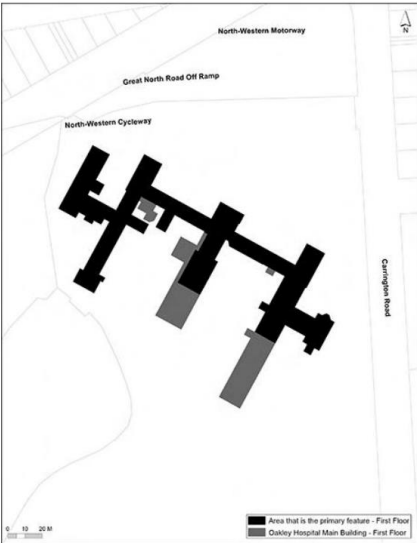 North-Western Motorway
N
Great North Road Off Ramp
North-Western Cycleway
Carrington Road
0 10 20 M
Area that is the primary feature - First Floor
Oakley Hospital Main Building - First Floor